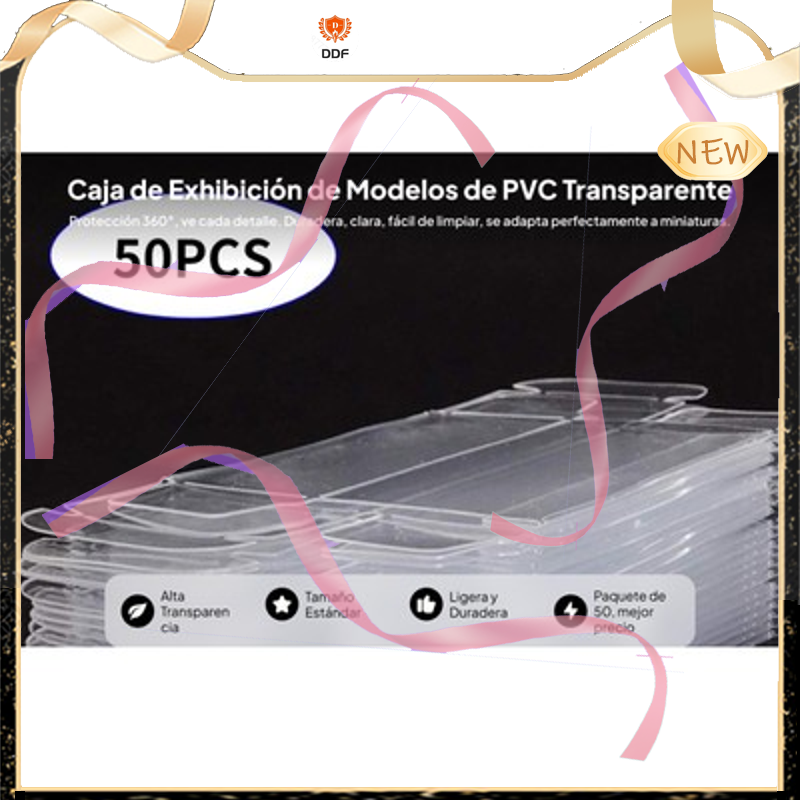 DDF
NEW
Caja de Exhibición de Modelos de PVC Transparente
Protección 360°, ve cada detalle. Duradera, clara, fácil de limpiar, se adapta perfectamente a miniaturas.
50PCS
Alta
Transparen
cia
Tamaño
Estándar
Ligera y
Duradera
Paquete de
50, mejor
precio